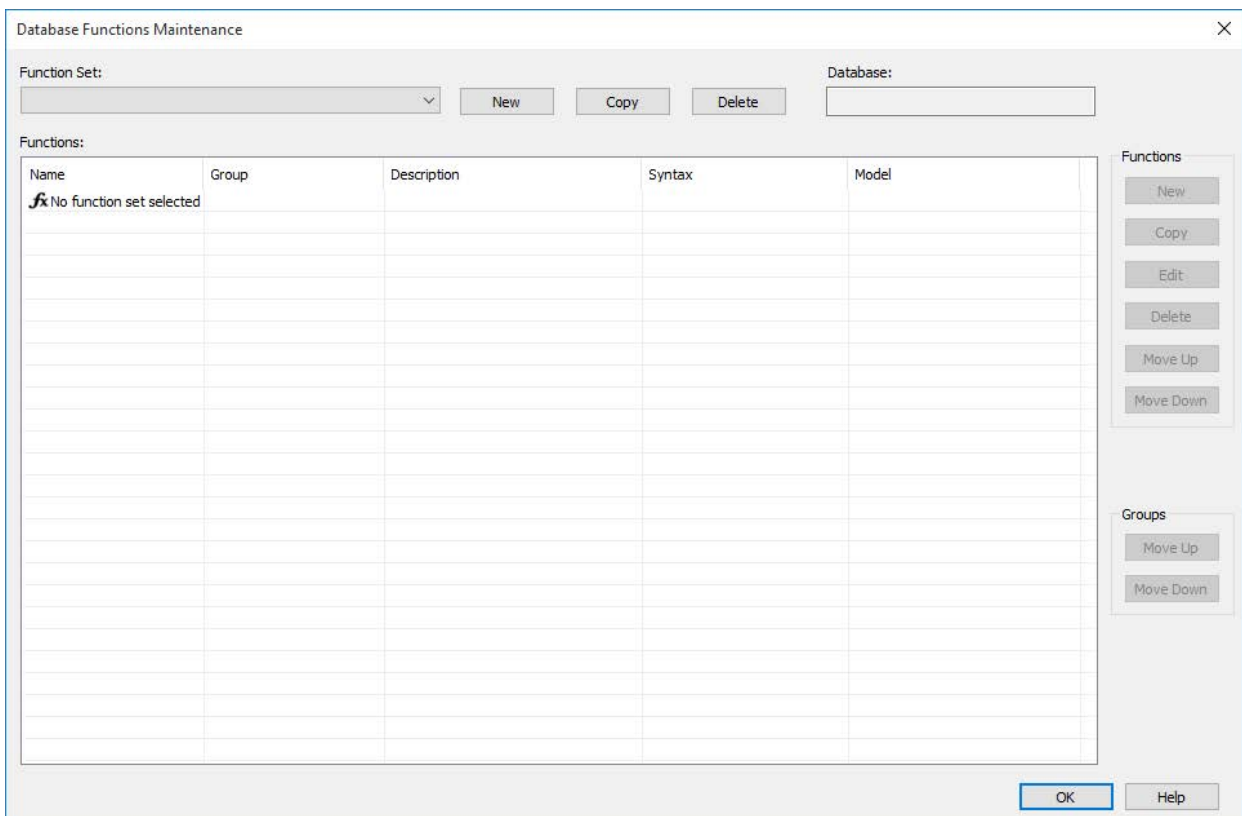 Database Functions Maintenance
Function Set:
Database:
New
Copy
Delete
Functions:
Name Group Description Syntax Model
fx No function set selected
Functions
New
Copy
Edit
Delete
Move Up
Move Down
Groups
Move Up
Move Down
OK
Help